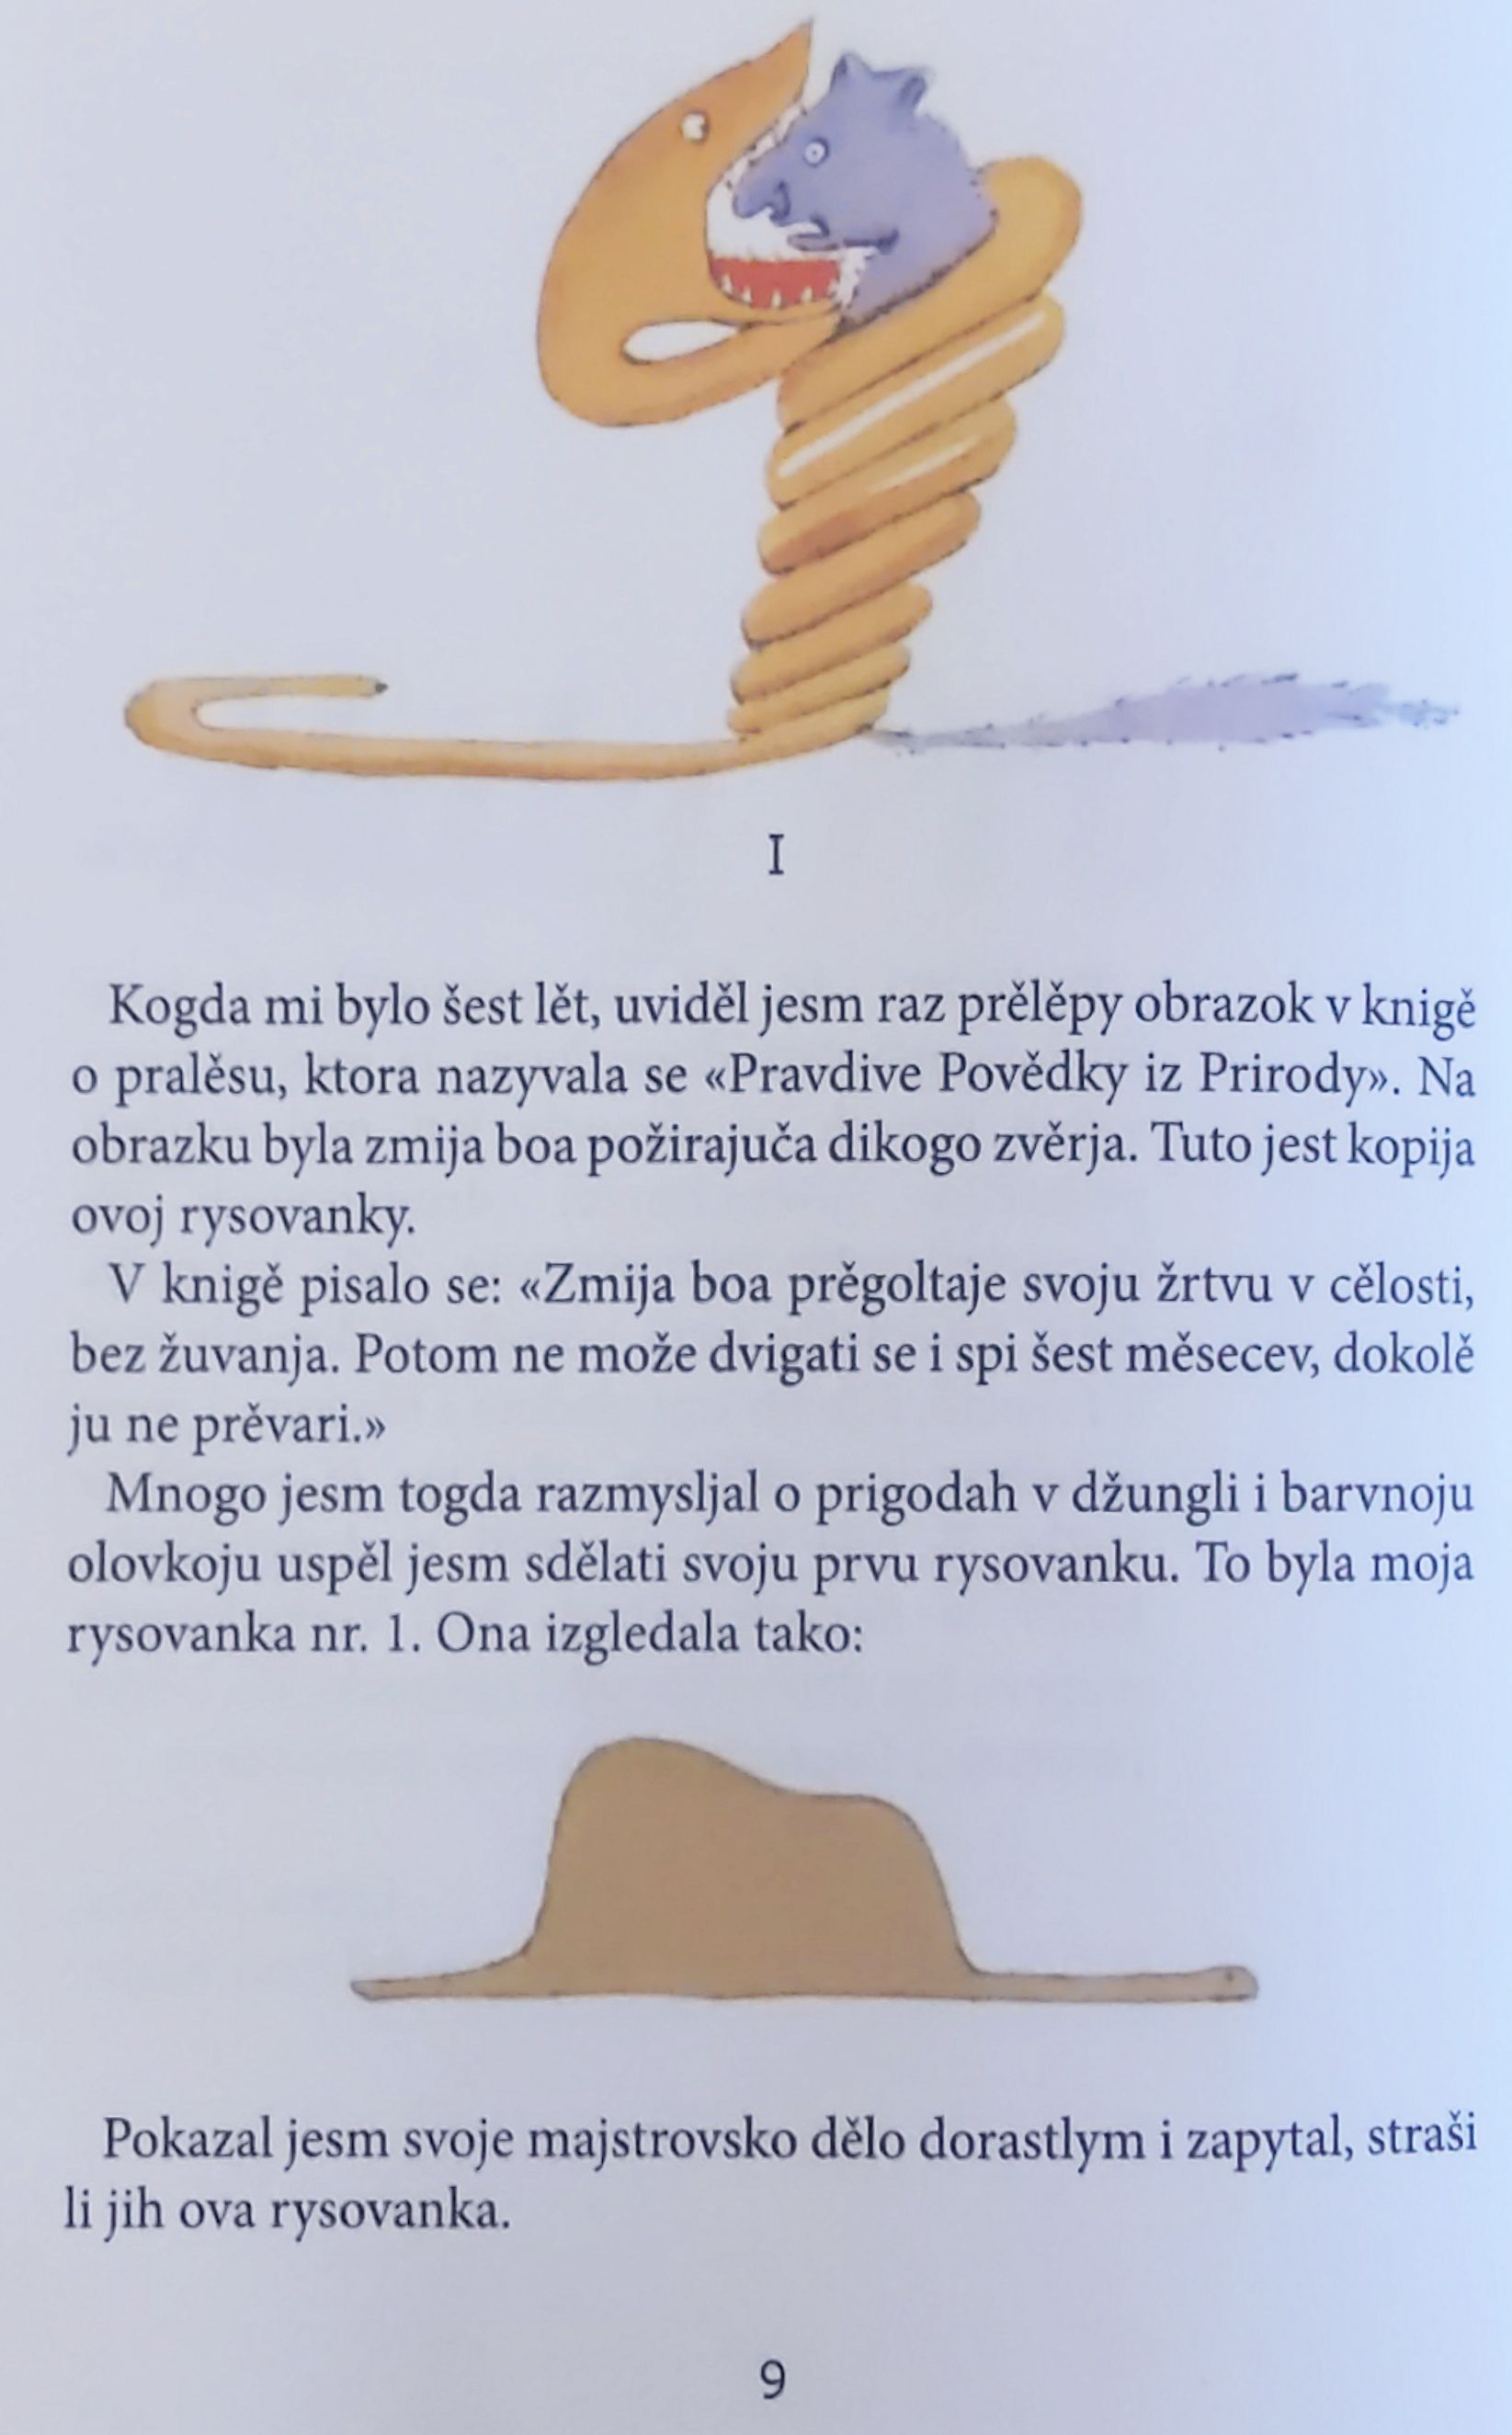 I
Kogda mi bylo šest lět, uviděl jesm raz prělěpy obrazok v knigě
o pralěsu, ktora nazyvala se «Pravdive Povědky iz Prirody». Na
obrazku byla zmija boa požirajuča dikogo zvěrja. Tuto jest kopija
ovoj rysovanky.
V knigě pisalo se: «Zmija boa prěgoltaje svoju žrtvu v cělosti,
bez žuvanja. Potom ne može dvigati se i spi šest měsecev, dokolě
ju ne prěvari.»
Mnogo jesm togda razmysljal o prigodah v džungli i barvnoju
olovkoju uspěl jesm sdělati svoju prvu rysovanku. To byla moja
rysovanka nr. 1. Ona izgledala tako:
Pokazal jesm svoje majstrovsko dělo dorastlym i zapytal, straši
li jih ova rysovanka.
9